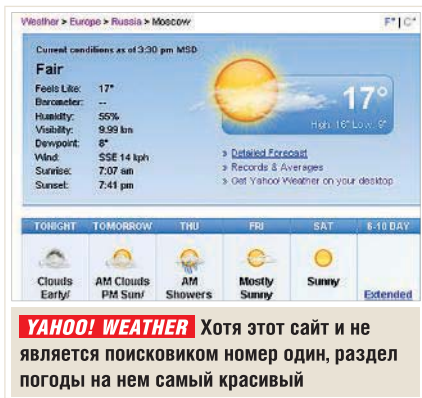 Weather > Europe > Russia > Moscow
F° | C°
Current conditions as of 3:30 pm MSD
Fair
Feels Like: 17°
Barometer: --
Humidity: 55%
Visibility: 9.99 km
Dewpoint: 8°
Wind: SSE 14 kph
Sunrise: 7:07 am
Sunset: 7:41 pm
17°
High: 16° Low: 9°
» Detailed Forecast
» Records & Averages
» Get Yahoo! Weather on your desktop
TONIGHT TOMORROW THU FRI SAT 6-10 DAY
Clouds AM Clouds AM Mostly Sunny
Early/ PM Sun/ Showers Sunny Extended
YAHOO! WEATHER Хотя этот сайт и не
является поисковиком номер один, раздел
погоды на нем самый красивый